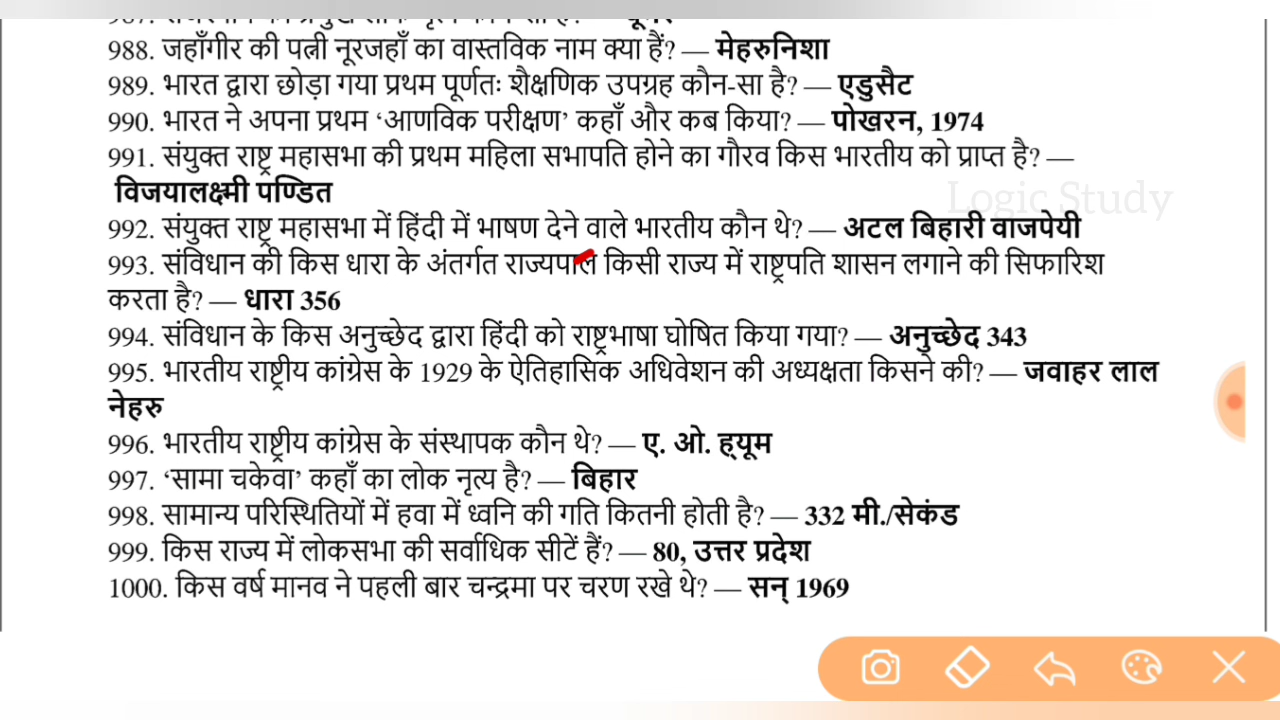 988. जहाँगीर की पत्नी नूरजहाँ का वास्तविक नाम क्या हैं? — मेहरुनिशा
989. भारत द्वारा छोड़ा गया प्रथम पूर्णतः शैक्षणिक उपग्रह कौन-सा है? — एडुसैट
990. भारत ने अपना प्रथम ‘आणविक परीक्षण’ कहाँ और कब किया? — पोखरन, 1974
991. संयुक्त राष्ट्र महासभा की प्रथम महिला सभापति होने का गौरव किस भारतीय को प्राप्त है? —
विजयालक्ष्मी पण्डित
Logic Study
992. संयुक्त राष्ट्र महासभा में हिंदी में भाषण देने वाले भारतीय कौन थे? — अटल बिहारी वाजपेयी
993. संविधान की किस धारा के अंतर्गत राज्यपाल किसी राज्य में राष्ट्रपति शासन लगाने की सिफारिश
करता है? — धारा 356
994. संविधान के किस अनुच्छेद द्वारा हिंदी को राष्ट्रभाषा घोषित किया गया? — अनुच्छेद 343
995. भारतीय राष्ट्रीय कांग्रेस के 1929 के ऐतिहासिक अधिवेशन की अध्यक्षता किसने की? — जवाहर लाल
नेहरु
996. भारतीय राष्ट्रीय कांग्रेस के संस्थापक कौन थे? — ए. ओ. ह्यूम
997. ‘सामा चकेवा’ कहाँ का लोक नृत्य है? — बिहार
998. सामान्य परिस्थितियों में हवा में ध्वनि की गति कितनी होती है? — 332 मी./सेकंड
999. किस राज्य में लोकसभा की सर्वाधिक सीटें हैं? — 80, उत्तर प्रदेश
1000. किस वर्ष मानव ने पहली बार चन्द्रमा पर चरण रखे थे? — सन् 1969